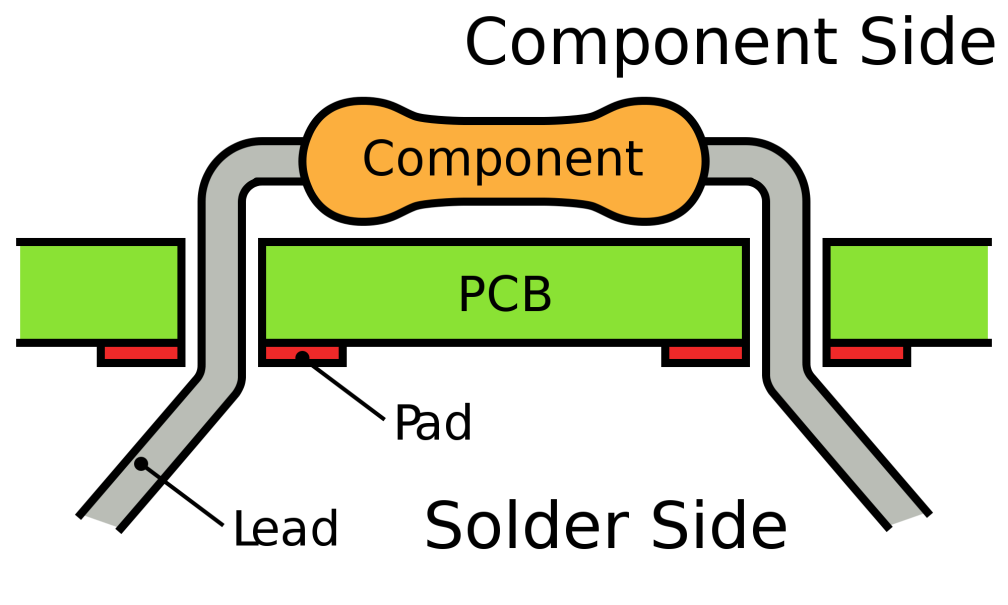 Component Side
Component
PCB
Pad
Lead
Solder Side